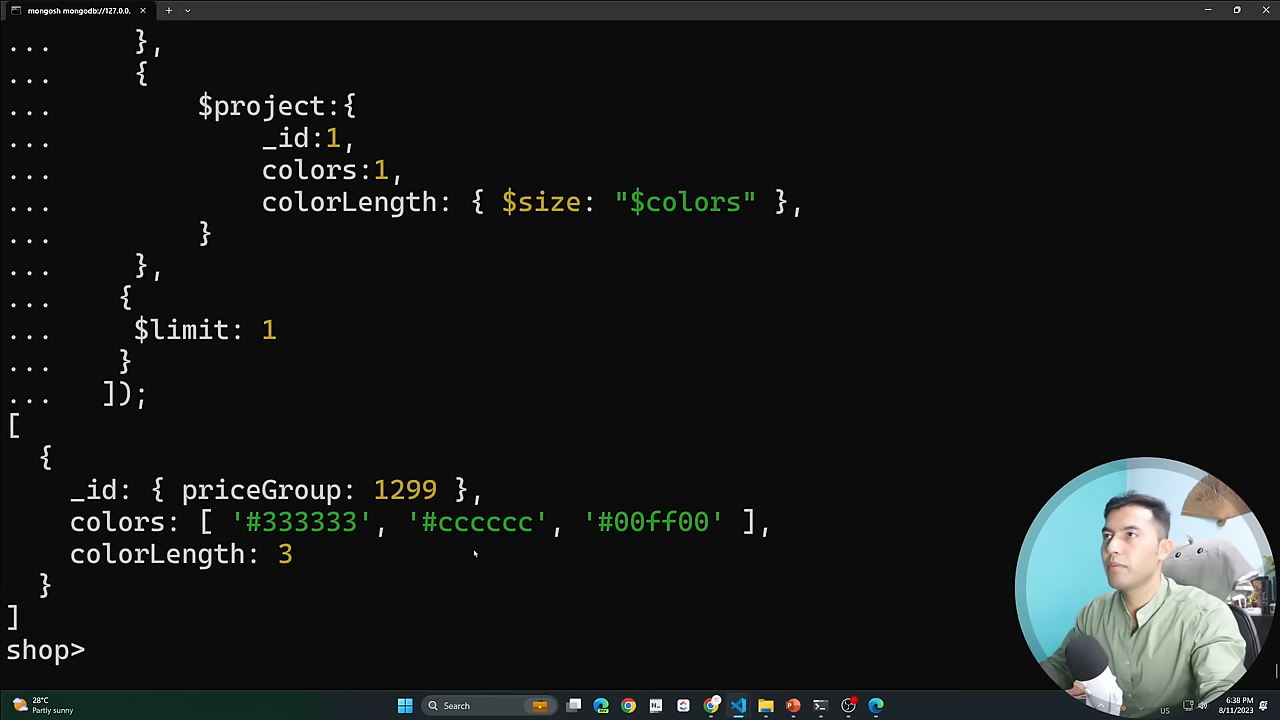 mongosh mongodb://127.0.0.
...      },
...      {
...          $project:{
...              _id:1,
...              colors:1,
...              colorLength: { $size: "$colors" },
...          }
...      },
...     {
...      $limit: 1
...     }
...    ]);
[
  {
    _id: { priceGroup: 1299 },
    colors: [ '#333333', '#cccccc', '#00ff00' ],
    colorLength: 3
  }
]
shop>
28°C
Partly sunny
Search
US
6:38 PM
8/11/2023